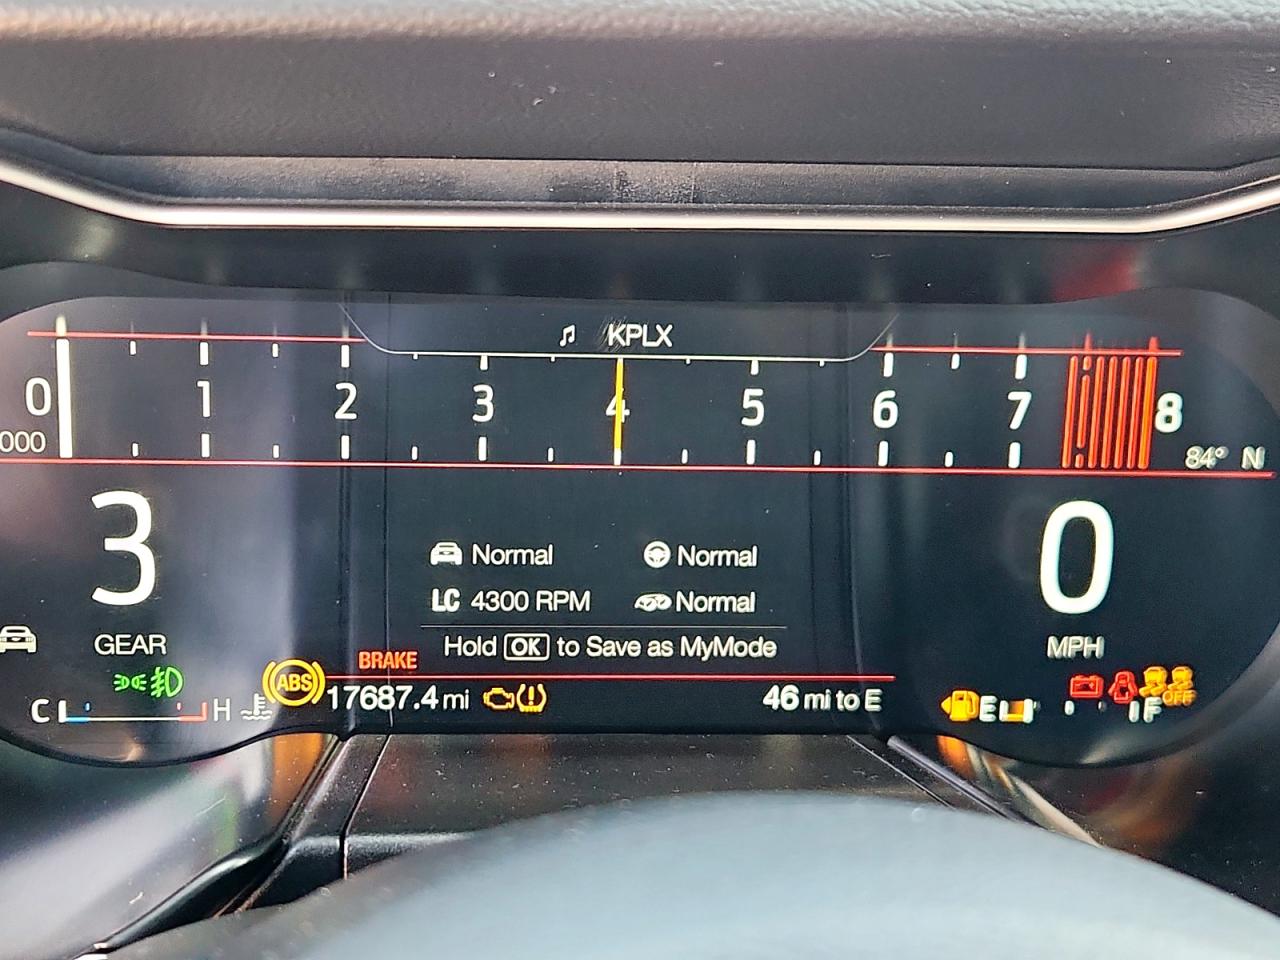 KPLX
0 1 2 3 4 5 6 7 8
000
84° N
3
0
Normal Normal
LC 4300 RPM Normal
GEAR
Hold OK to Save as MyMode
MPH
BRAKE
ABS
OFF
C H
17687.4 mi
46 mi to E
E F